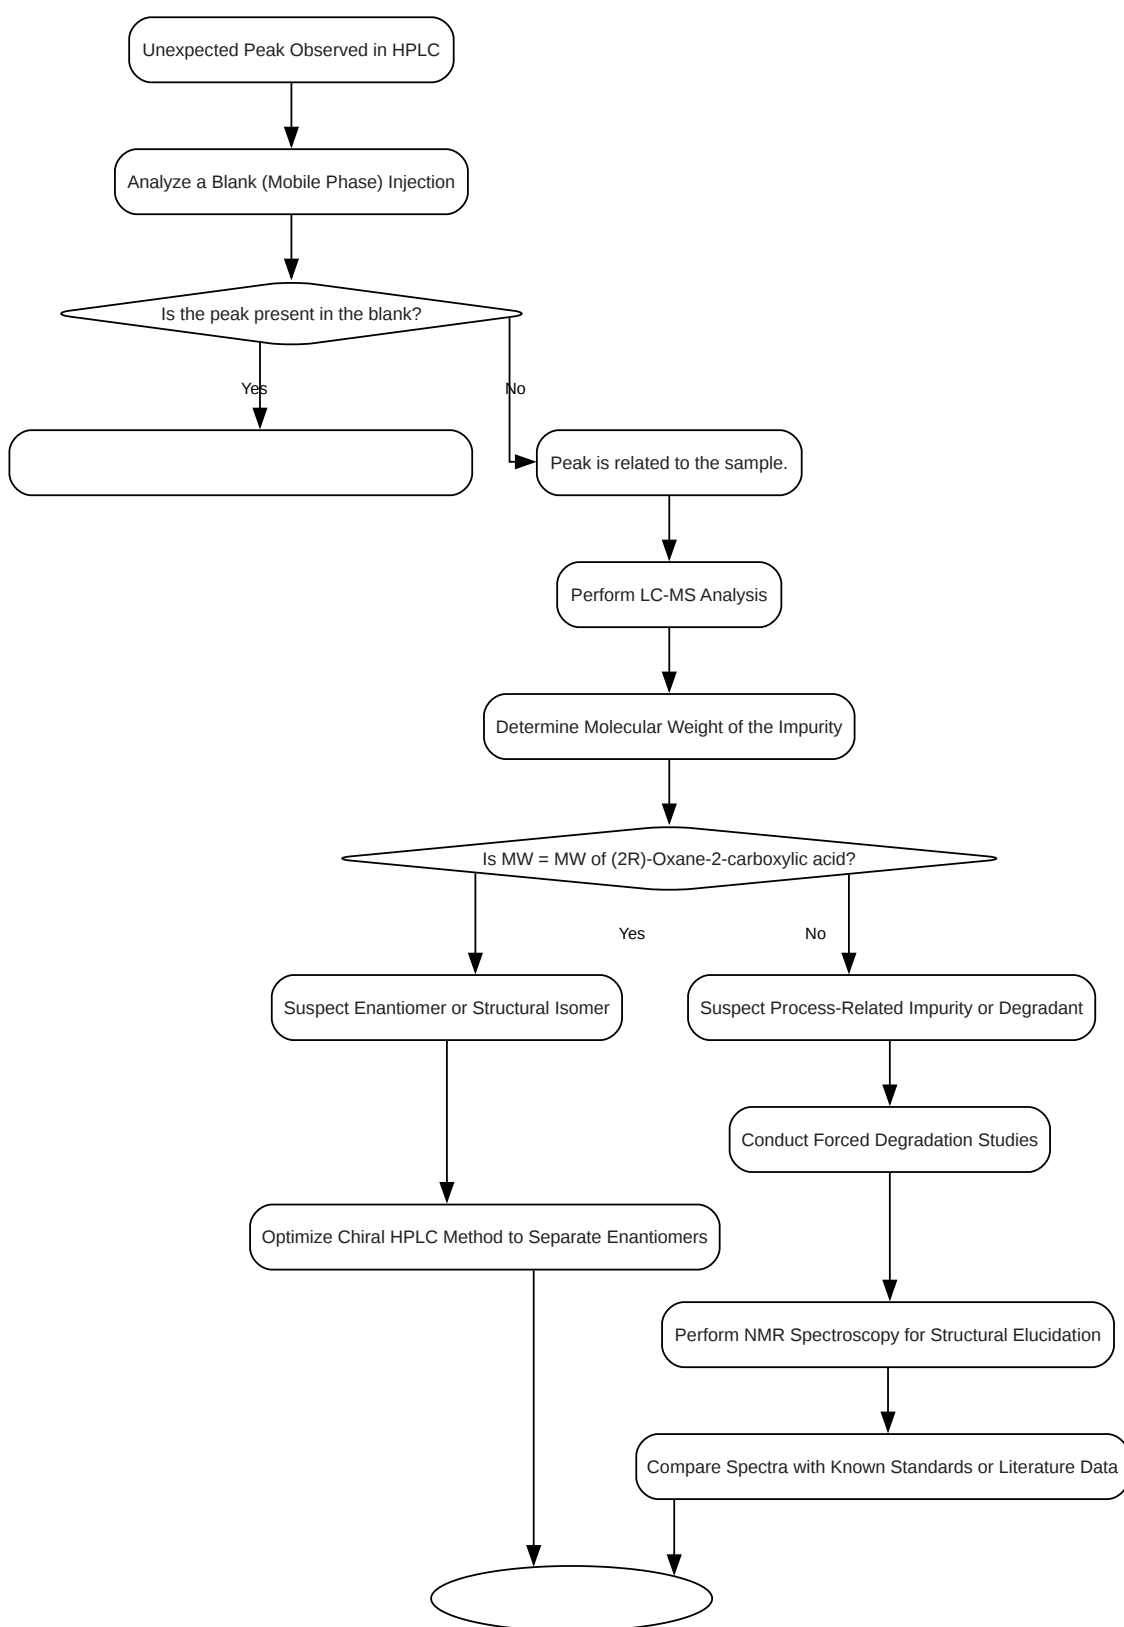 Unexpected Peak Observed in HPLC
Analyze a Blank (Mobile Phase) Injection
Is the peak present in the blank?
Yes
No
Peak is related to the sample.
Perform LC-MS Analysis
Determine Molecular Weight of the Impurity
Is MW = MW of (2R)-Oxane-2-carboxylic acid?
Yes
No
Suspect Enantiomer or Structural Isomer
Suspect Process-Related Impurity or Degradant
Conduct Forced Degradation Studies
Optimize Chiral HPLC Method to Separate Enantiomers
Perform NMR Spectroscopy for Structural Elucidation
Compare Spectra with Known Standards or Literature Data